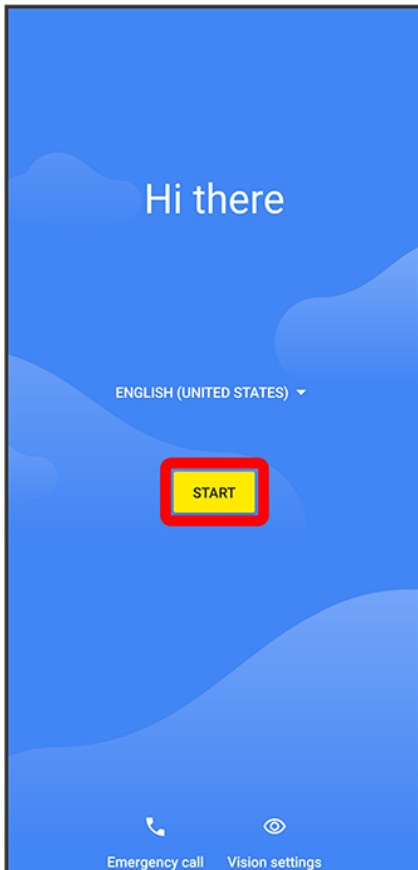 Hi there
ENGLISH (UNITED STATES)
START
Emergency call Vision settings